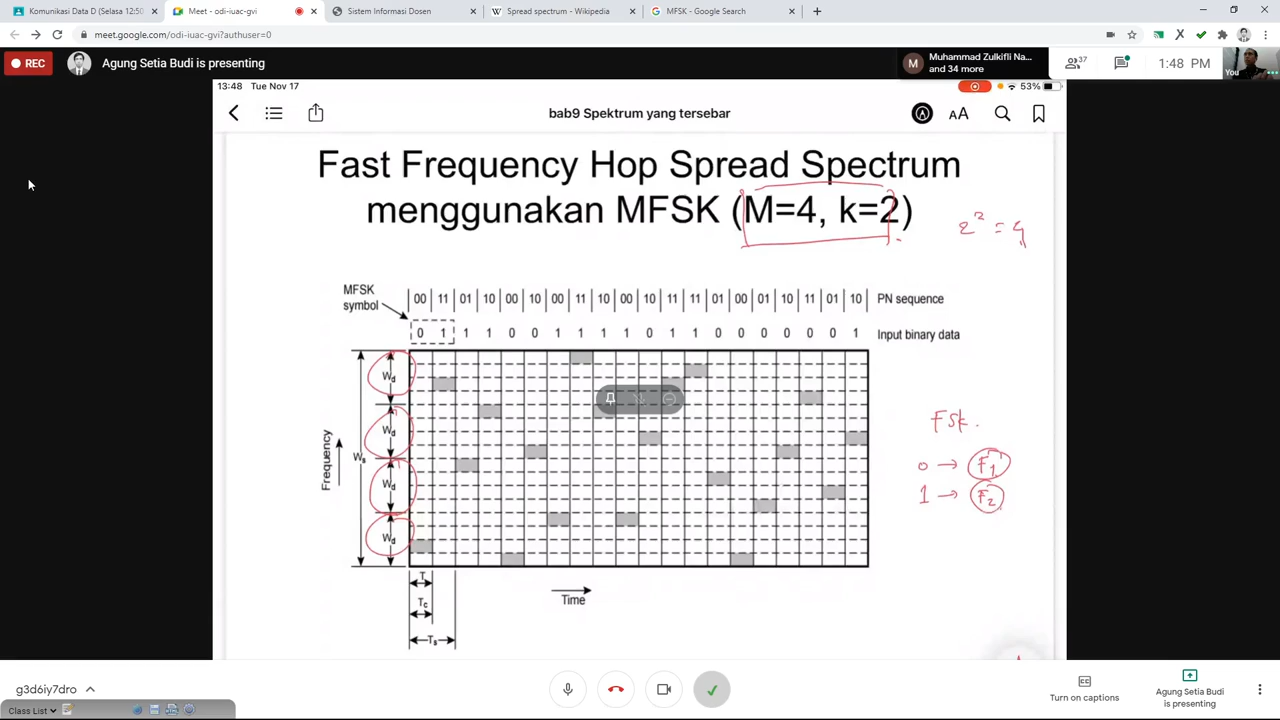 Komunikasi Data D (Selasa 12:50
Meet - odi-iuac-gvi
Sistem Informasi Dosen
Spread spectrum - Wikipedia
MFSK - Google Search
meet.google.com/odi-iuac-gvi?authuser=0
REC
Agung Setia Budi is presenting
M
Muhammad Zulkifli Na...
and 34 more
37
1:48 PM
You
13:48 Tue Nov 17
53%
bab9 Spektrum yang tersebar
AA
Fast Frequency Hop Spread Spectrum
menggunakan MFSK (M=4, k=2)
2² = 4
MFSK
symbol
00 11 01 10 00 10 00 11 10 00 10 11 11 01 00 01 10 11 01 10 PN sequence
0 1 1 1 0 0 1 1 1 1 0 1 1 0 0 0 0 0 0 1 Input binary data
Wd
Wd
Ws
Wd
Wd
Frequency
FSK.
0 → F1
1 → F2
T
Tc
Ts
Time
g3d6iy7dro
Turn on captions
Agung Setia Budi
is presenting
Class List